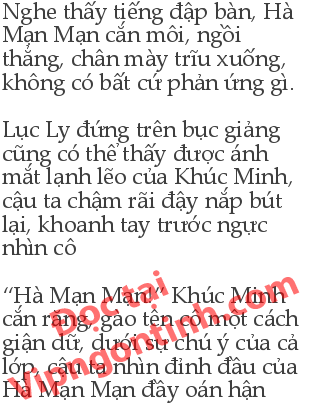 Nghe thấy tiếng đập bàn, Hà
Mạn Mạn cắn môi, ngồi
thẳng, chân mày trĩu xuống,
không có bất cứ phản ứng gì.
Lục Ly đứng trên bục giảng
cũng có thể thấy được ánh
mắt lạnh lẽo của Khúc Minh,
cậu ta chậm rãi đậy nắp bút
lại, khoanh tay trước ngực
nhìn cô
“Hà Mạn Mạn!” Khúc Minh
cắn răng, gào tên cô một cách
giận dữ, dưới sự chú ý của cả
lớp, cậu ta nhìn đỉnh đầu của
Hà Mạn Mạn đầy oán hận
Đọc tại
Vipngontinh.com